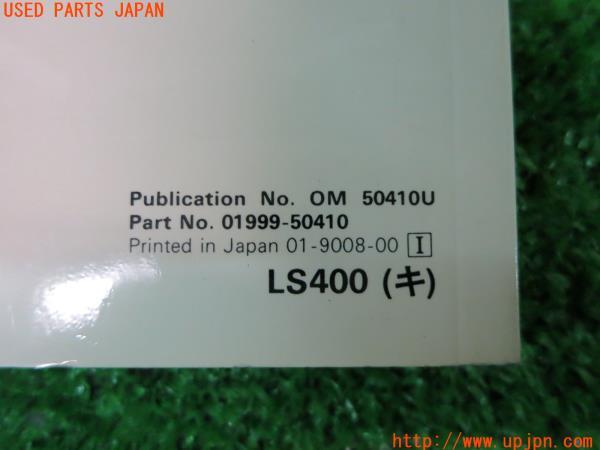 USED PARTS JAPAN
Publication No. OM 50410U
Part No. 01999-50410
Printed in Japan 01-9008-00 I
LS400 (キ)
http://www.upjpn.com/